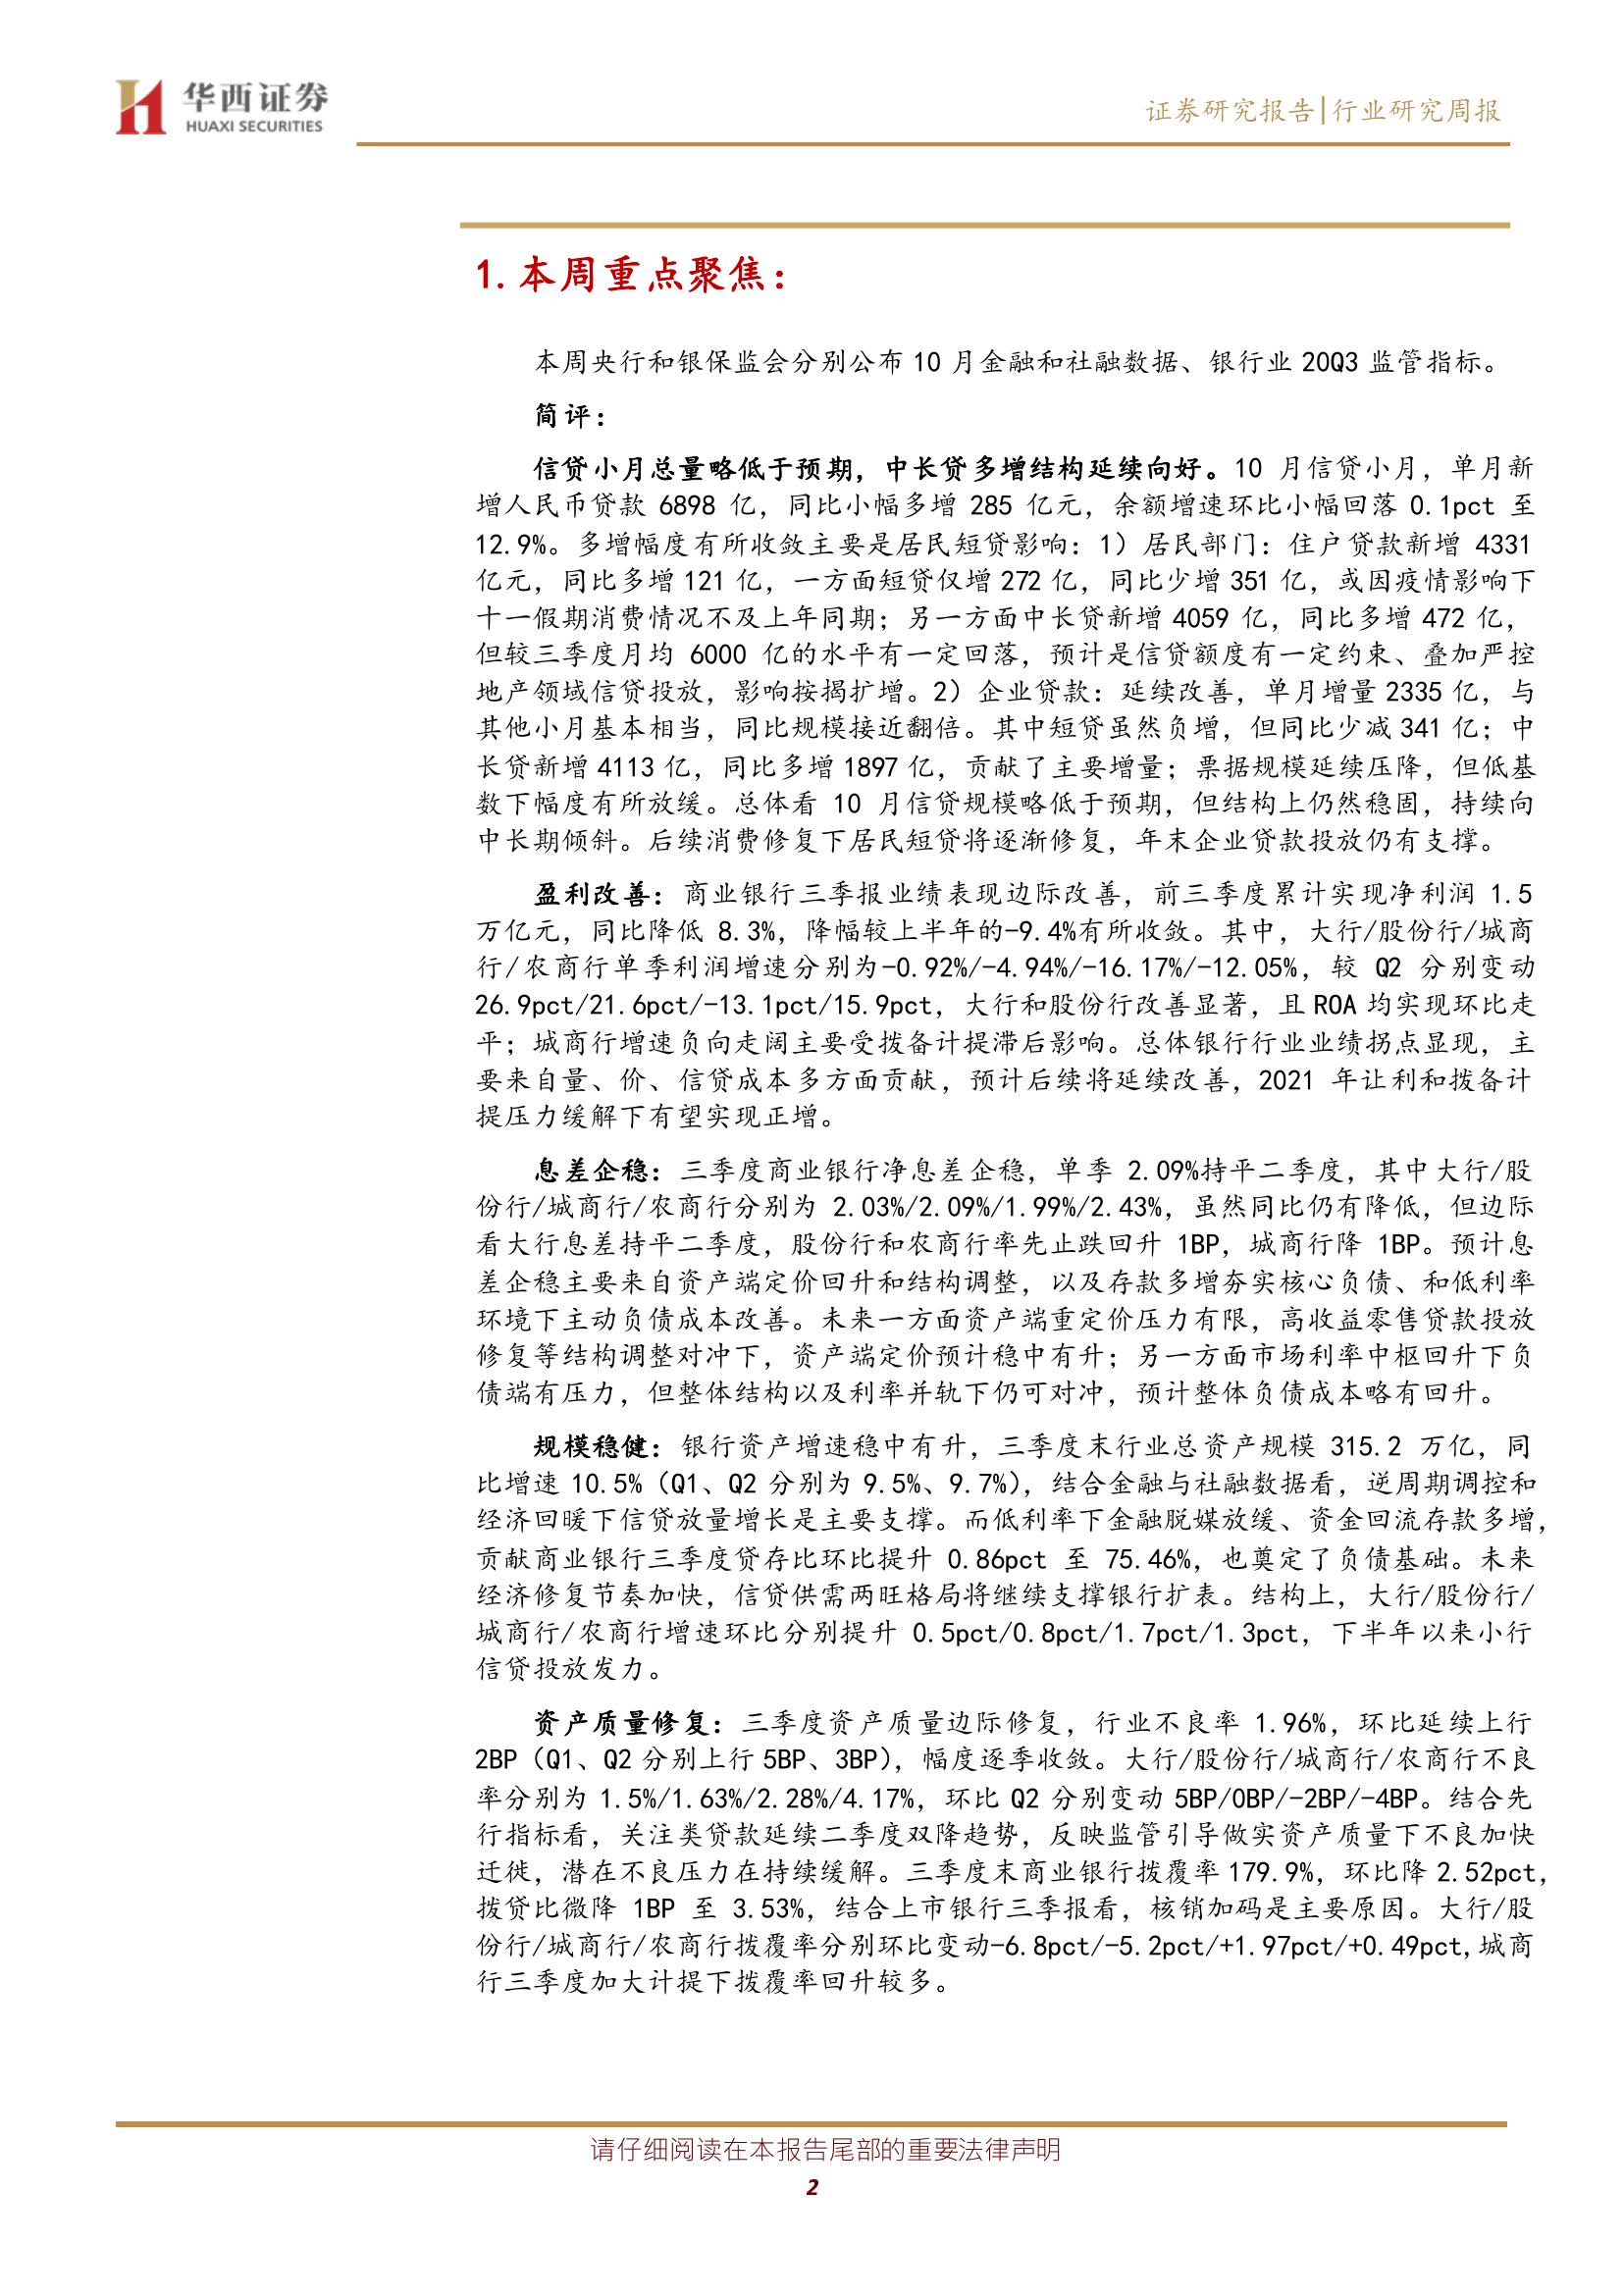 华西证券
HUAXI SECURITIES
证券研究报告|行业研究周报
1.本周重点聚焦：
本周央行和银保监会分别公布 10 月金融和社融数据、银行业 20Q3 监管指标。
简评：
信贷小月总量略低于预期，中长贷多增结构延续向好。10 月信贷小月，单月新
增人民币贷款 6898 亿，同比小幅多增 285 亿元，余额增速环比小幅回落 0.1pct 至
12.9%。多增幅度有所收敛主要是居民短贷影响：1）居民部门：住户贷款新增 4331
亿元，同比多增 121 亿，一方面短贷仅增 272 亿，同比少增 351 亿，或因疫情影响下
十一假期消费情况不及上年同期；另一方面中长贷新增 4059 亿，同比多增 472 亿，
但较三季度月均 6000 亿的水平有一定回落，预计是信贷额度有一定约束、叠加严控
地产领域信贷投放，影响按揭扩增。2）企业贷款：延续改善，单月增量 2335 亿，与
其他小月基本相当，同比规模接近翻倍。其中短贷虽然负增，但同比少减 341 亿；中
长贷新增 4113 亿，同比多增 1897 亿，贡献了主要增量；票据规模延续压降，但低基
数下幅度有所放缓。总体看 10 月信贷规模略低于预期，但结构上仍然稳固，持续向
中长期倾斜。后续消费修复下居民短贷将逐渐修复，年末企业贷款投放仍有支撑。
盈利改善：商业银行三季报业绩表现边际改善，前三季度累计实现净利润 1.5
万亿元，同比降低 8.3%，降幅较上半年的-9.4%有所收敛。其中，大行/股份行/城商
行/农商行单季利润增速分别为-0.92%/-4.94%/-16.17%/-12.05%，较 Q2 分别变动
26.9pct/21.6pct/-13.1pct/15.9pct，大行和股份行改善显著，且 ROA 均实现环比走
平；城商行增速负向走阔主要受拨备计提滞后影响。总体银行行业业绩拐点显现，主
要来自量、价、信贷成本多方面贡献，预计后续将延续改善，2021 年让利和拨备计
提压力缓解下有望实现正增。
息差企稳：三季度商业银行净息差企稳，单季 2.09%持平二季度，其中大行/股
份行/城商行/农商行分别为 2.03%/2.09%/1.99%/2.43%，虽然同比仍有降低，但边际
看大行息差持平二季度，股份行和农商行率先止跌回升 1BP，城商行降 1BP。预计息
差企稳主要来自资产端定价回升和结构调整，以及存款多增夯实核心负债、和低利率
环境下主动负债成本改善。未来一方面资产端重定价压力有限，高收益零售贷款投放
修复等结构调整对冲下，资产端定价预计稳中有升；另一方面市场利率中枢回升下负
债端有压力，但整体结构以及利率并轨下仍可对冲，预计整体负债成本略有回升。
规模稳健：银行资产增速稳中有升，三季度末行业总资产规模 315.2 万亿，同
比增速 10.5%（Q1、Q2 分别为 9.5%、9.7%），结合金融与社融数据看，逆周期调控和
经济回暖下信贷放量增长是主要支撑。而低利率下金融脱媒放缓、资金回流存款多增，
贡献商业银行三季度贷存比环比提升 0.86pct 至 75.46%，也奠定了负债基础。未来
经济修复节奏加快，信贷供需两旺格局将继续支撑银行扩表。结构上，大行/股份行/
城商行/农商行增速环比分别提升 0.5pct/0.8pct/1.7pct/1.3pct，下半年以来小行
信贷投放发力。
资产质量修复：三季度资产质量边际修复，行业不良率 1.96%，环比延续上行
2BP（Q1、Q2 分别上行 5BP、3BP），幅度逐季收敛。大行/股份行/城商行/农商行不良
率分别为 1.5%/1.63%/2.28%/4.17%，环比 Q2 分别变动 5BP/0BP/-2BP/-4BP。结合先
行指标看，关注类贷款延续二季度双降趋势，反映监管引导做实资产质量下不良加快
迁徙，潜在不良压力在持续缓解。三季度末商业银行拨覆率 179.9%，环比降 2.52pct，
拨贷比微降 1BP 至 3.53%，结合上市银行三季报看，核销加码是主要原因。大行/股
份行/城商行/农商行拨覆率分别环比变动-6.8pct/-5.2pct/+1.97pct/+0.49pct,城商
行三季度加大计提下拨覆率回升较多。
请仔细阅读在本报告尾部的重要法律声明
2